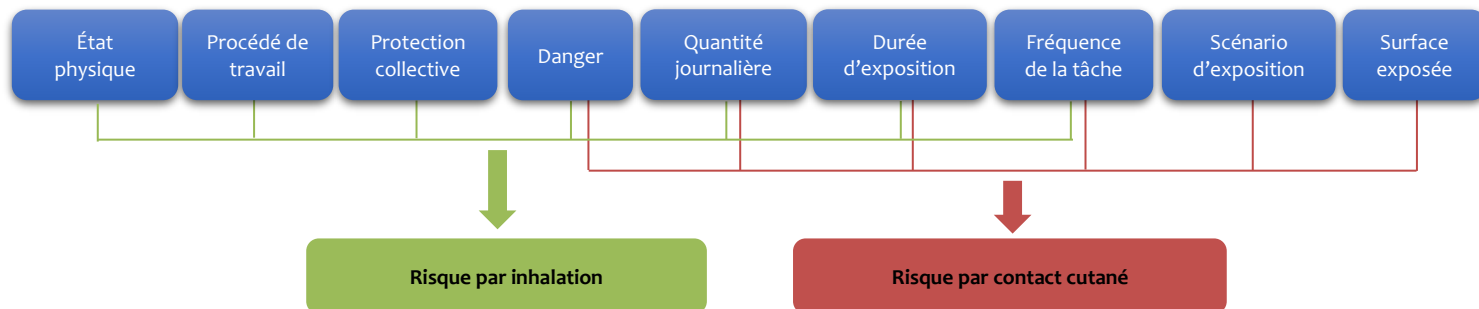 État
physique
Procédé de
travail
Protection
collective
Danger
Quantité
journalière
Durée
d'exposition
Fréquence
de la tâche
Scénario
d'exposition
Surface
exposée
Risque par inhalation
Risque par contact cutané